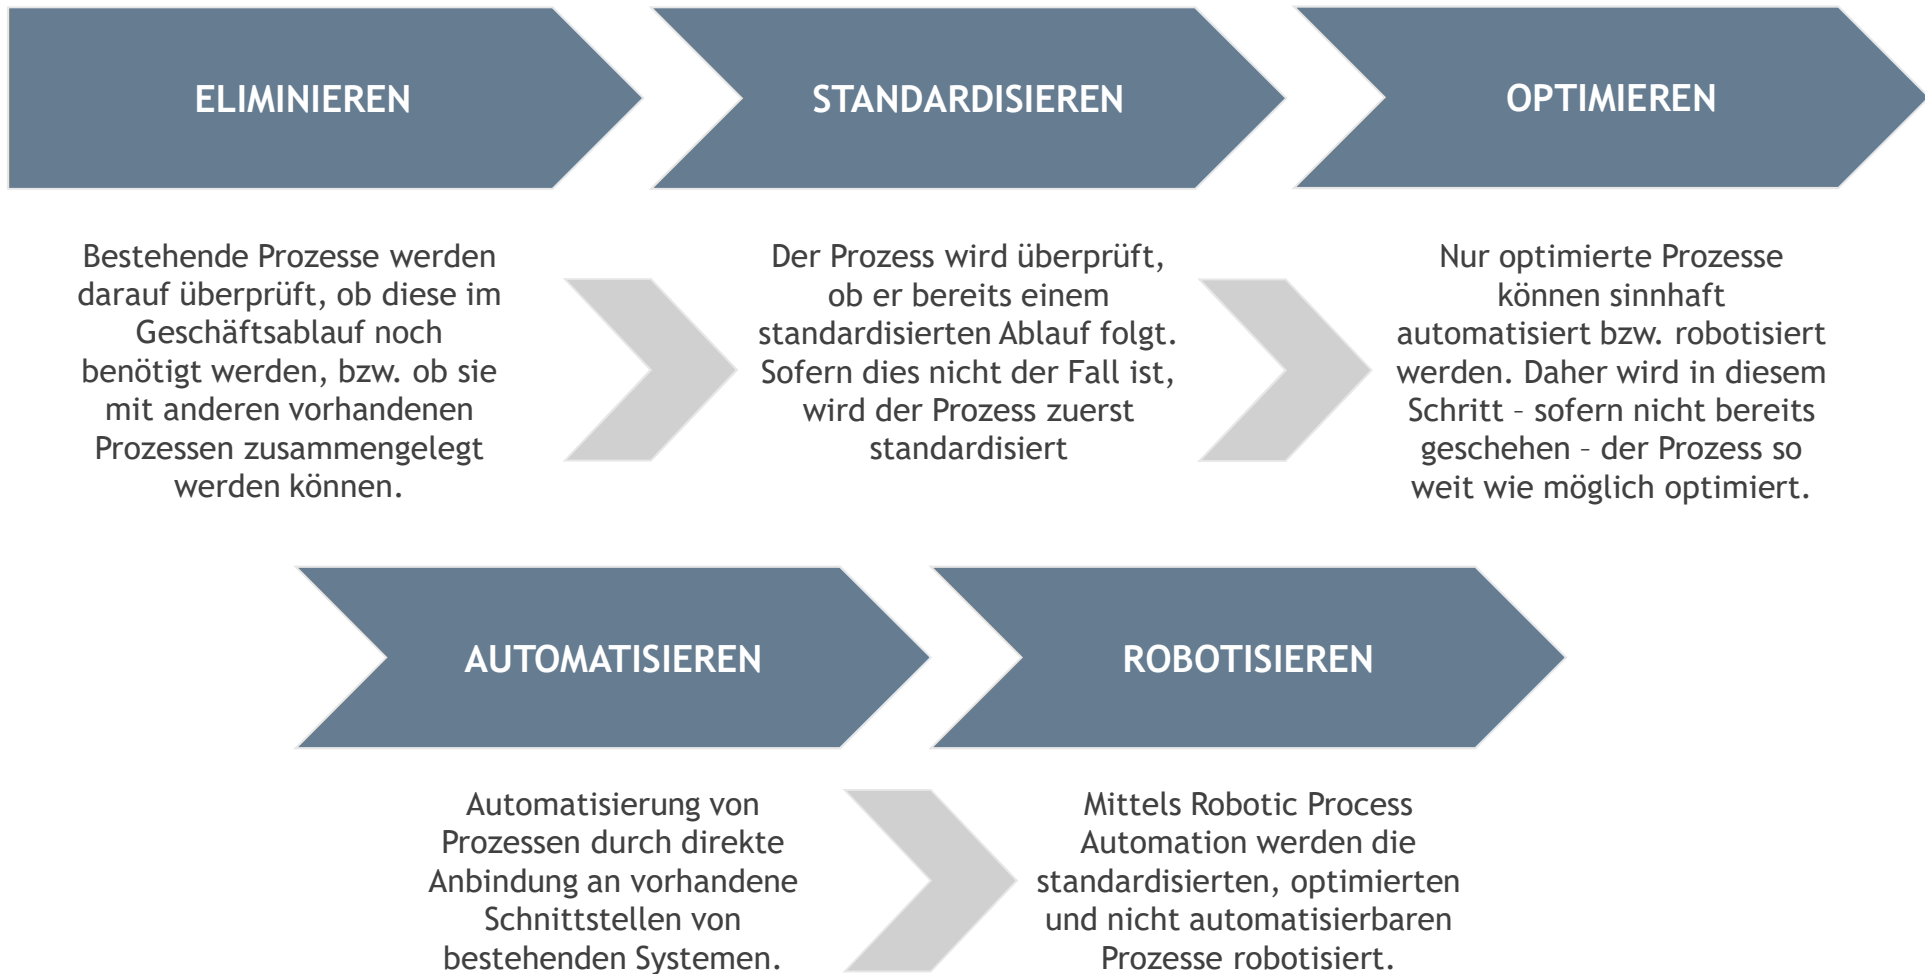 ELIMINIEREN
STANDARDISIEREN
OPTIMIEREN
Bestehende Prozesse werden
darauf überprüft, ob diese im
Geschäftsablauf noch
benötigt werden, bzw. ob sie
mit anderen vorhandenen
Prozessen zusammengelegt
werden können.
Der Prozess wird überprüft,
ob er bereits einem
standardisierten Ablauf folgt.
Sofern dies nicht der Fall ist,
wird der Prozess zuerst
standardisiert
Nur optimierte Prozesse
können sinnhaft
automatisiert bzw. robotisiert
werden. Daher wird in diesem
Schritt – sofern nicht bereits
geschehen – der Prozess so
weit wie möglich optimiert.
AUTOMATISIEREN
ROBOTISIEREN
Automatisierung von
Prozessen durch direkte
Anbindung an vorhandene
Schnittstellen von
bestehenden Systemen.
Mittels Robotic Process
Automation werden die
standardisierten, optimierten
und nicht automatisierbaren
Prozesse robotisiert.